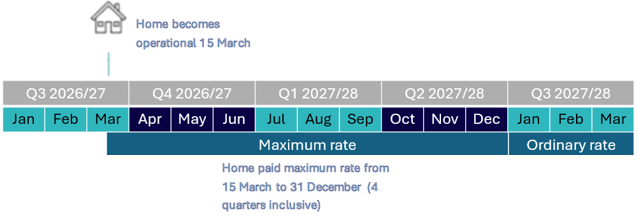 Home becomes
operational 15 March
Q3 2026/27 Q4 2026/27 Q1 2027/28 Q2 2027/28 Q3 2027/28
Jan Feb Mar Apr May Jun Jul Aug Sep Oct Nov Dec Jan Feb Mar
Maximum rate Ordinary rate
Home paid maximum rate from
15 March to 31 December (4
quarters inclusive)